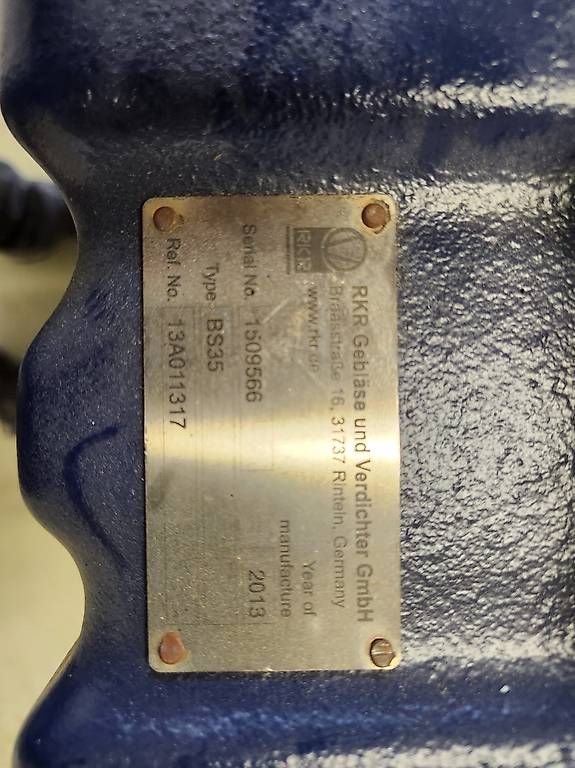 RKR Gebläse und Verdichter GmbH
Braasstraße 16, 31737 Rinteln, Germany
RKR
www.rkr.de
Year of
manufacture
Serial No. 1509566
2013
Type BS35
Ref. No. 13A011317